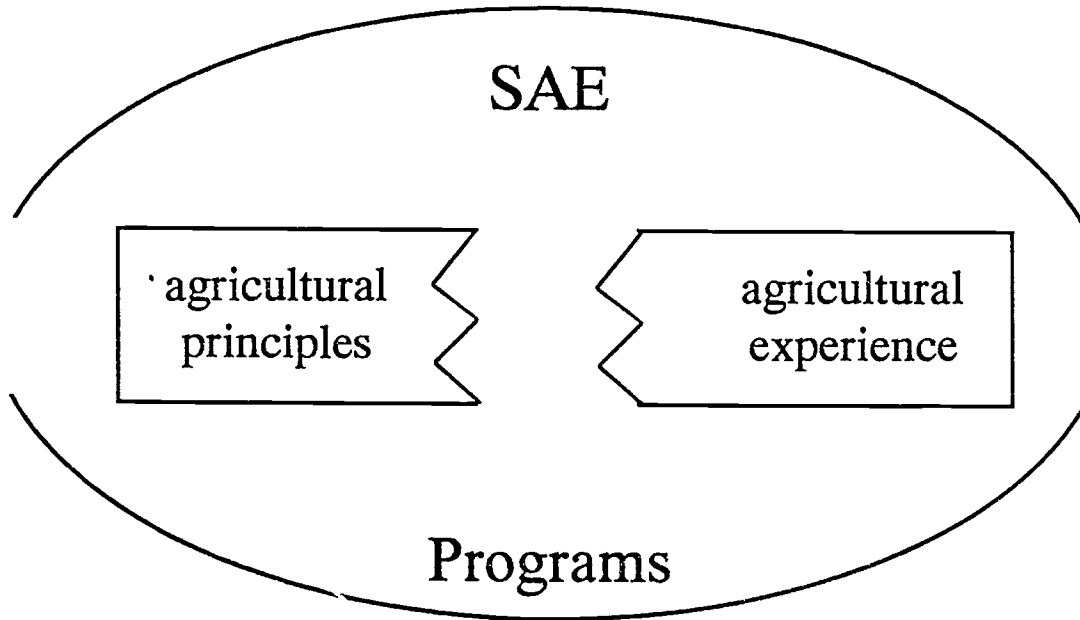 SAE
agricultural
principles
agricultural
experience
Programs